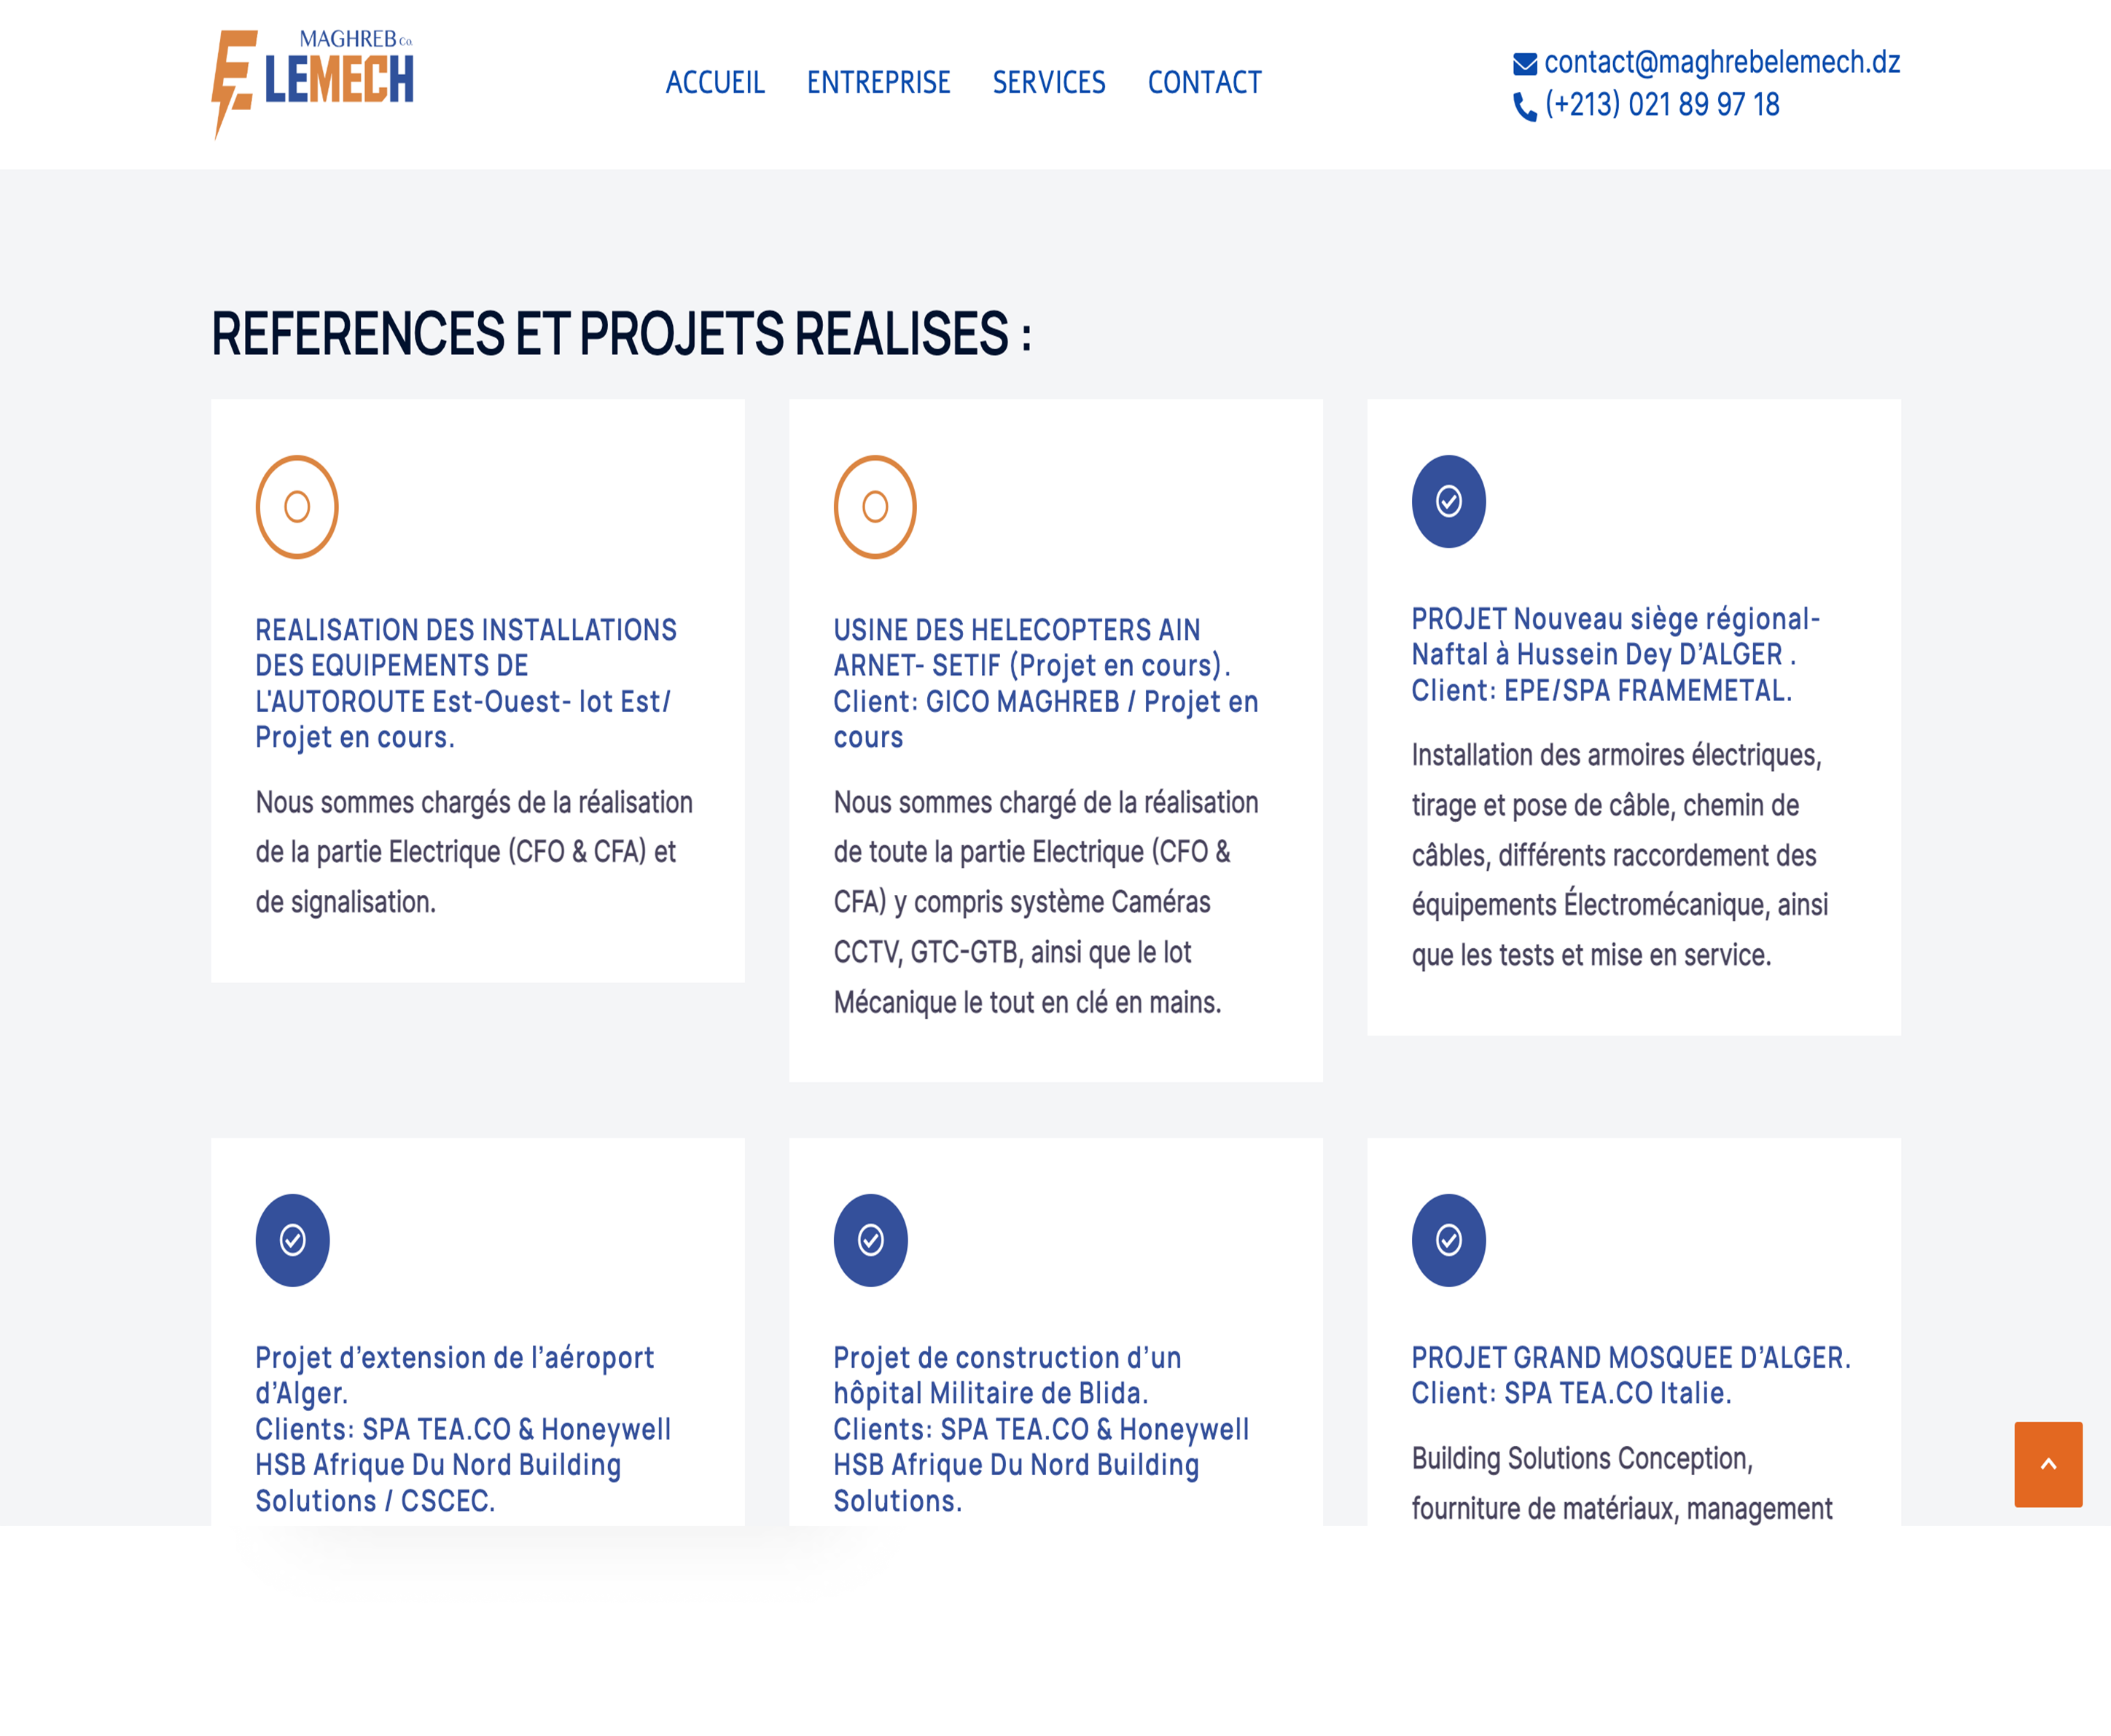 MAGHREB Co.
ELEMECH
ACCUEIL ENTREPRISE SERVICES CONTACT
contact@maghrebelemech.dz
(+213) 021 89 97 18
REFERENCES ET PROJETS REALISES :
REALISATION DES INSTALLATIONS
DES EQUIPEMENTS DE
L'AUTOROUTE Est-Ouest- lot Est/
Projet en cours.
Nous sommes chargés de la réalisation
de la partie Electrique (CFO & CFA) et
de signalisation.
USINE DES HELECOPTERS AIN
ARNET- SETIF (Projet en cours).
Client: GICO MAGHREB / Projet en
cours
Nous sommes chargé de la réalisation
de toute la partie Electrique (CFO &
CFA) y compris système Caméras
CCTV, GTC-GTB, ainsi que le lot
Mécanique le tout en clé en mains.
PROJET Nouveau siège régional-
Naftal à Hussein Dey D’ALGER .
Client: EPE/SPA FRAMEMETAL.
Installation des armoires électriques,
tirage et pose de câble, chemin de
câbles, différents raccordement des
équipements Électromécanique, ainsi
que les tests et mise en service.
Projet d’extension de l’aéroport
d’Alger.
Clients: SPA TEA.CO & Honeywell
HSB Afrique Du Nord Building
Solutions / CSCEC.
Projet de construction d’un
hôpital Militaire de Blida.
Clients: SPA TEA.CO & Honeywell
HSB Afrique Du Nord Building
Solutions.
PROJET GRAND MOSQUEE D’ALGER.
Client: SPA TEA.CO Italie.
Building Solutions Conception,
fourniture de matériaux, management